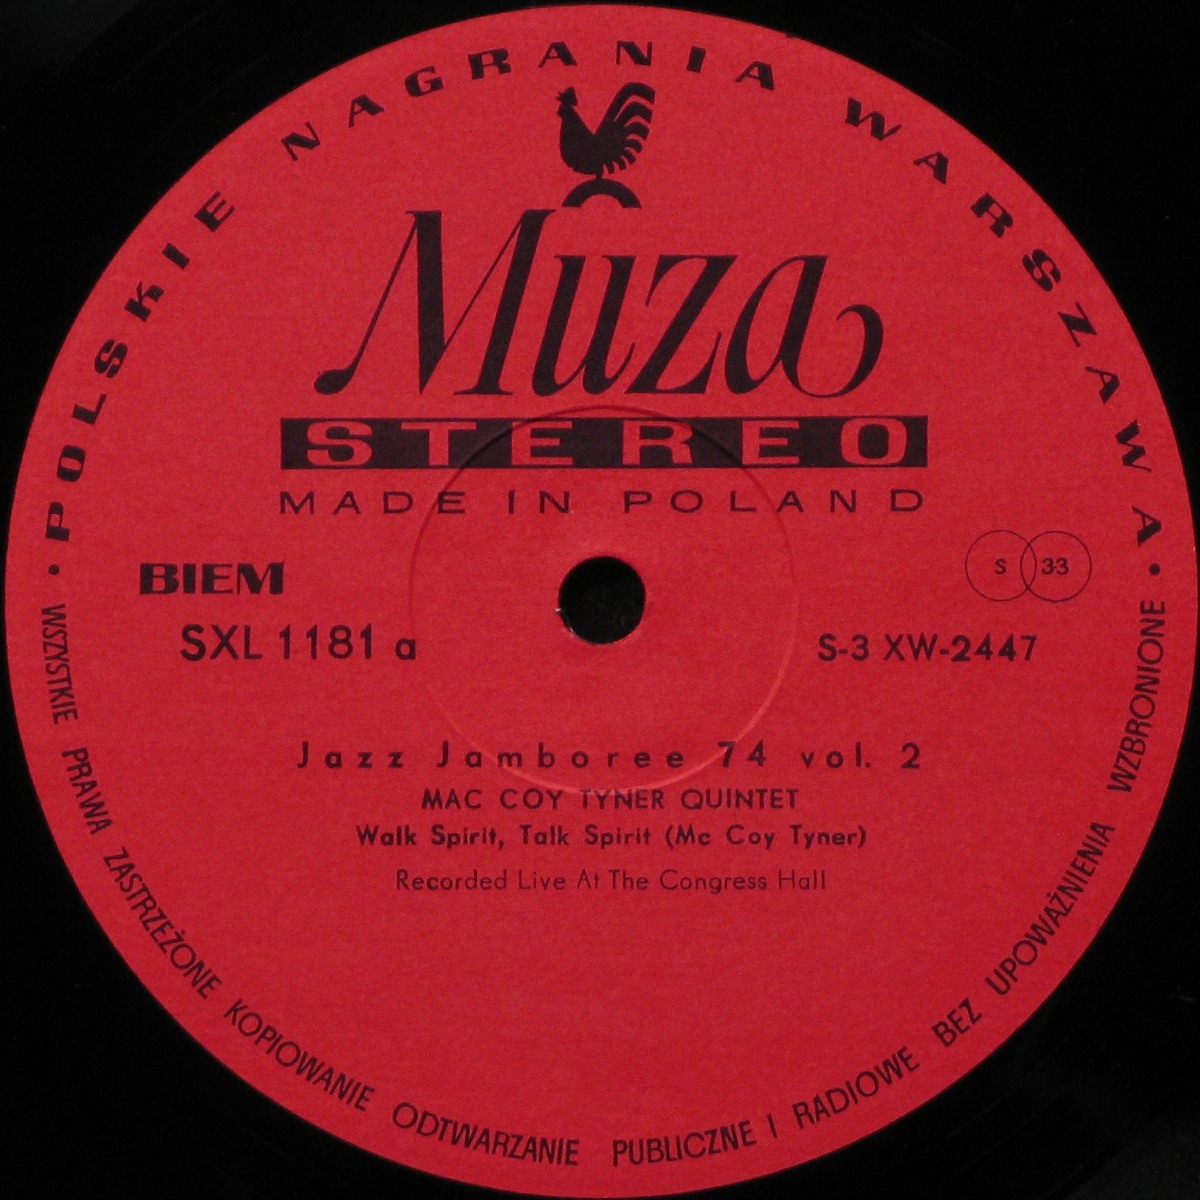 • POLSKIE NAGRANIA WARSZAWA •
Muza
STEREO
MADE IN POLAND
BIEM
S 33
SXL 1181 a
S-3 XW-2447
Jazz Jamboree 74 vol. 2
MAC COY TYNER QUINTET
Walk Spirit, Talk Spirit (Mc Coy Tyner)
Recorded Live At The Congress Hall
WSZYSTKIE PRAWA ZASTRZEŻONE KOPIOWANIE ODTWARZANIE PUBLICZNE I RADIOWE BEZ UPOWAŻNIENIA WZBRONIONE